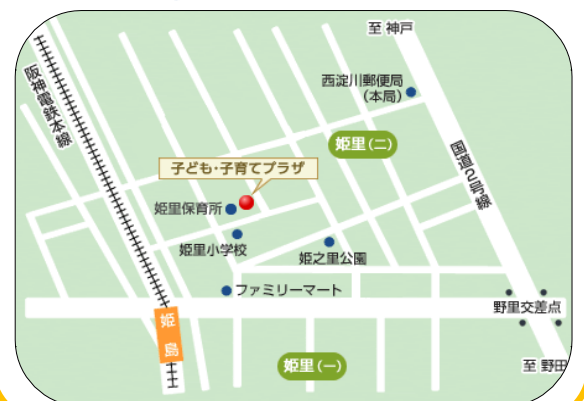 至 神戸
阪神電鉄本線
西淀川郵便局
(本局)
姫里(二)
国道2号線
子ども・子育てプラザ
姫里保育所
姫里小学校
姫之里公園
ファミリーマート
野里交差点
姫島
姫里(一)
至 野田